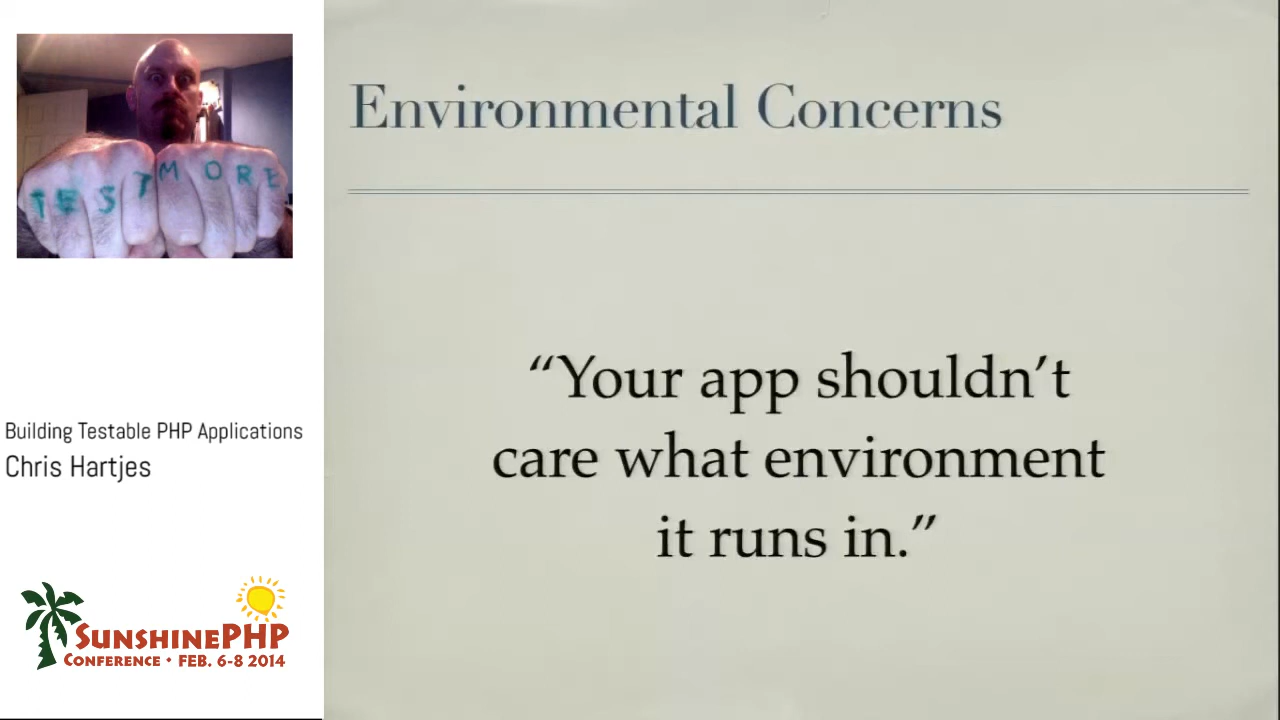 TEST MORE
Environmental Concerns
“Your app shouldn’t
care what environment
it runs in.”
Building Testable PHP Applications
Chris Hartjes
SUNSHINEPHP
CONFERENCE • FEB. 6-8 2014